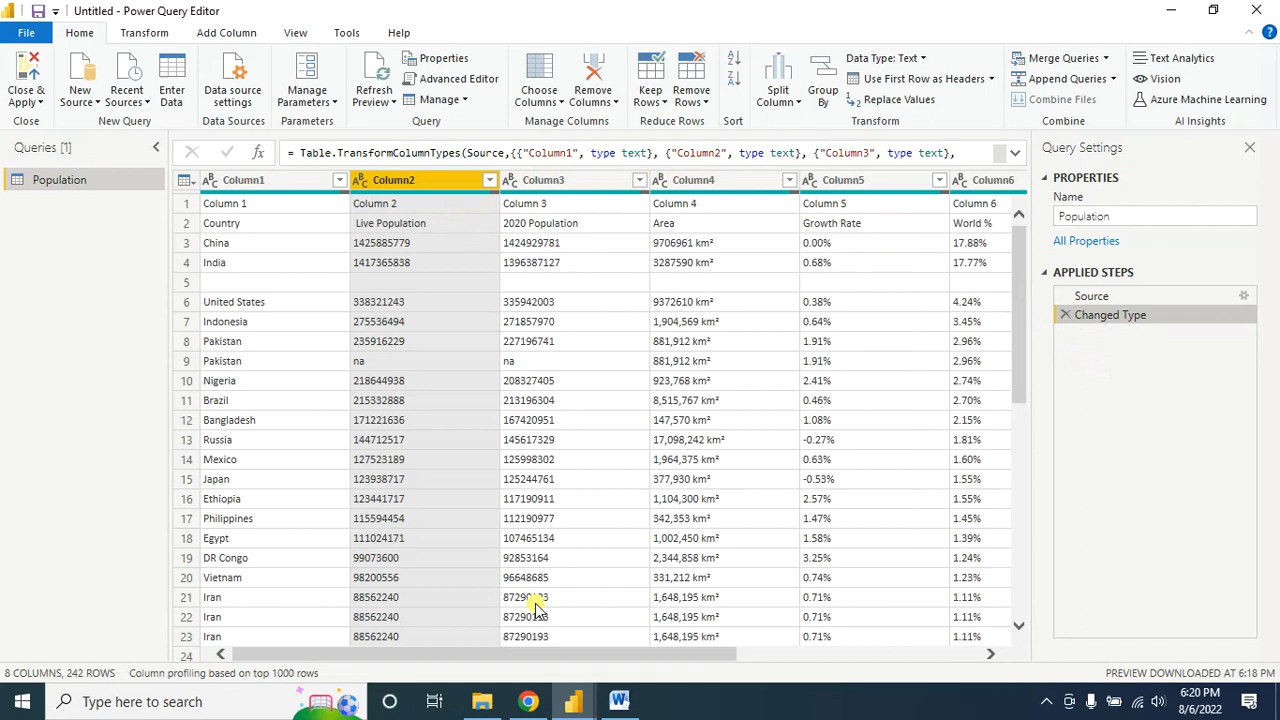 Untitled - Power Query Editor
File Home Transform Add Column View Tools Help
Close & Apply
New Source
Recent Sources
Enter Data
Data source settings
Manage Parameters
Refresh Preview
Properties
Advanced Editor
Manage
Choose Columns
Remove Columns
Keep Rows
Remove Rows
Split Column
Group By
Data Type: Text
Use First Row as Headers
Replace Values
Merge Queries
Append Queries
Combine Files
Text Analytics
Vision
Azure Machine Learning
Close New Query Data Sources Parameters Query Manage Columns Reduce Rows Sort Transform Combine AI Insights
Queries [1]
Population
= Table.TransformColumnTypes(Source,{{"Column1", type text}, {"Column2", type text}, {"Column3", type text},
Column1 Column2 Column3 Column4 Column5 Column6
1 Column 1 Column 2 Column 3 Column 4 Column 5 Column 6
2 Country Live Population 2020 Population Area Growth Rate World %
3 China 1425885779 1424929781 9706961 km² 0.00% 17.88%
4 India 1417365838 1396387127 3287590 km² 0.68% 17.77%
5
6 United States 338321243 335942003 9372610 km² 0.38% 4.24%
7 Indonesia 275536494 271857970 1,904,569 km² 0.64% 3.45%
8 Pakistan 235916229 227196741 881,912 km² 1.91% 2.96%
9 Pakistan na na 881,912 km² 1.91% 2.96%
10 Nigeria 218644938 208327405 923,768 km² 2.41% 2.74%
11 Brazil 215332888 213196304 8,515,767 km² 0.46% 2.70%
12 Bangladesh 171221636 167420951 147,570 km² 1.08% 2.15%
13 Russia 144712517 145617329 17,098,242 km² -0.27% 1.81%
14 Mexico 127523189 125998302 1,964,375 km² 0.63% 1.60%
15 Japan 123938717 125244761 377,930 km² -0.53% 1.55%
16 Ethiopia 123441717 117190911 1,104,300 km² 2.57% 1.55%
17 Philippines 115594454 112190977 342,353 km² 1.47% 1.45%
18 Egypt 111024171 107465134 1,002,450 km² 1.58% 1.39%
19 DR Congo 99073600 92853164 2,344,858 km² 3.25% 1.24%
20 Vietnam 98200556 96648685 331,212 km² 0.74% 1.23%
21 Iran 88562240 1,648,195 km² 0.71% 1.11%
22 Iran 88562240 1,648,195 km² 0.71% 1.11%
23 Iran 88562240 87290193 1,648,195 km² 0.71% 1.11%
24
Query Settings
PROPERTIES
Name
Population
All Properties
APPLIED STEPS
Source
Changed Type
8 COLUMNS, 242 ROWS Column profiling based on top 1000 rows PREVIEW DOWNLOADED AT 6:18 PM
Type here to search
6:20 PM
8/6/2022